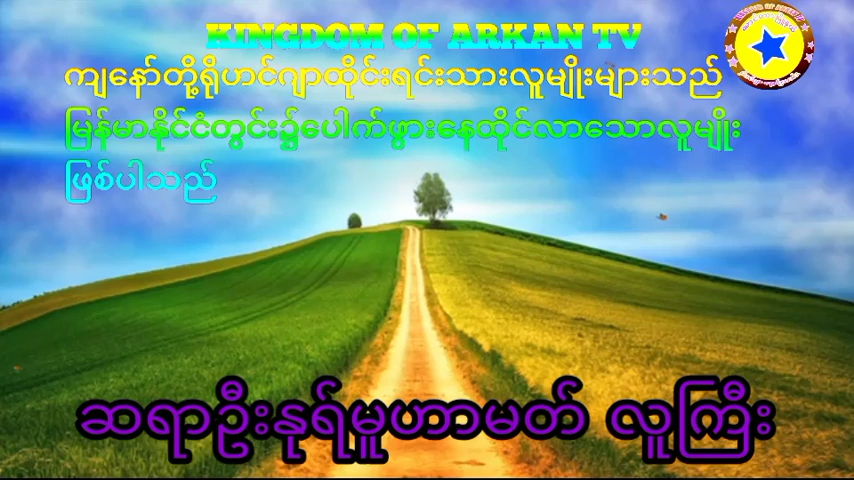 KINGDOM OF ARKAN TV
ကျနော်တို့ရိုဟင်ဂျာထိုင်းရင်းသားလူမျိုးများသည်
မြန်မာနိုင်ငံတွင်း၌ပေါက်ဖွားနေထိုင်လာသောလူမျိုး
ဖြစ်ပါသည်
ဆရာဦးနုရ်မူဟာမတ် လူကြီး